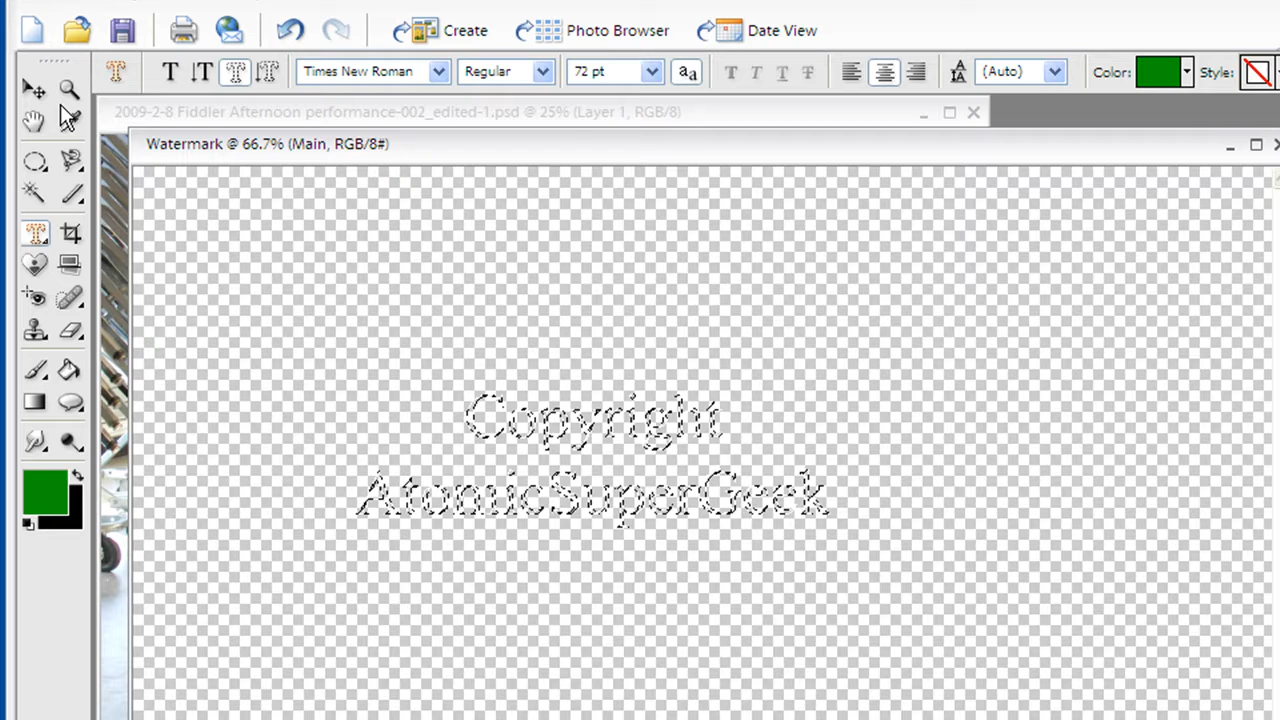 Create
Photo Browser
Date View
Times New Roman
Regular
72 pt
aa
(Auto)
Color:
Style:
2009-2-8 Fiddler Afternoon performance-002_edited-1.psd @ 25% (Layer 1, RGB/8)
Watermark @ 66.7% (Main, RGB/8#)
Copyright
AtomicSuperGeek